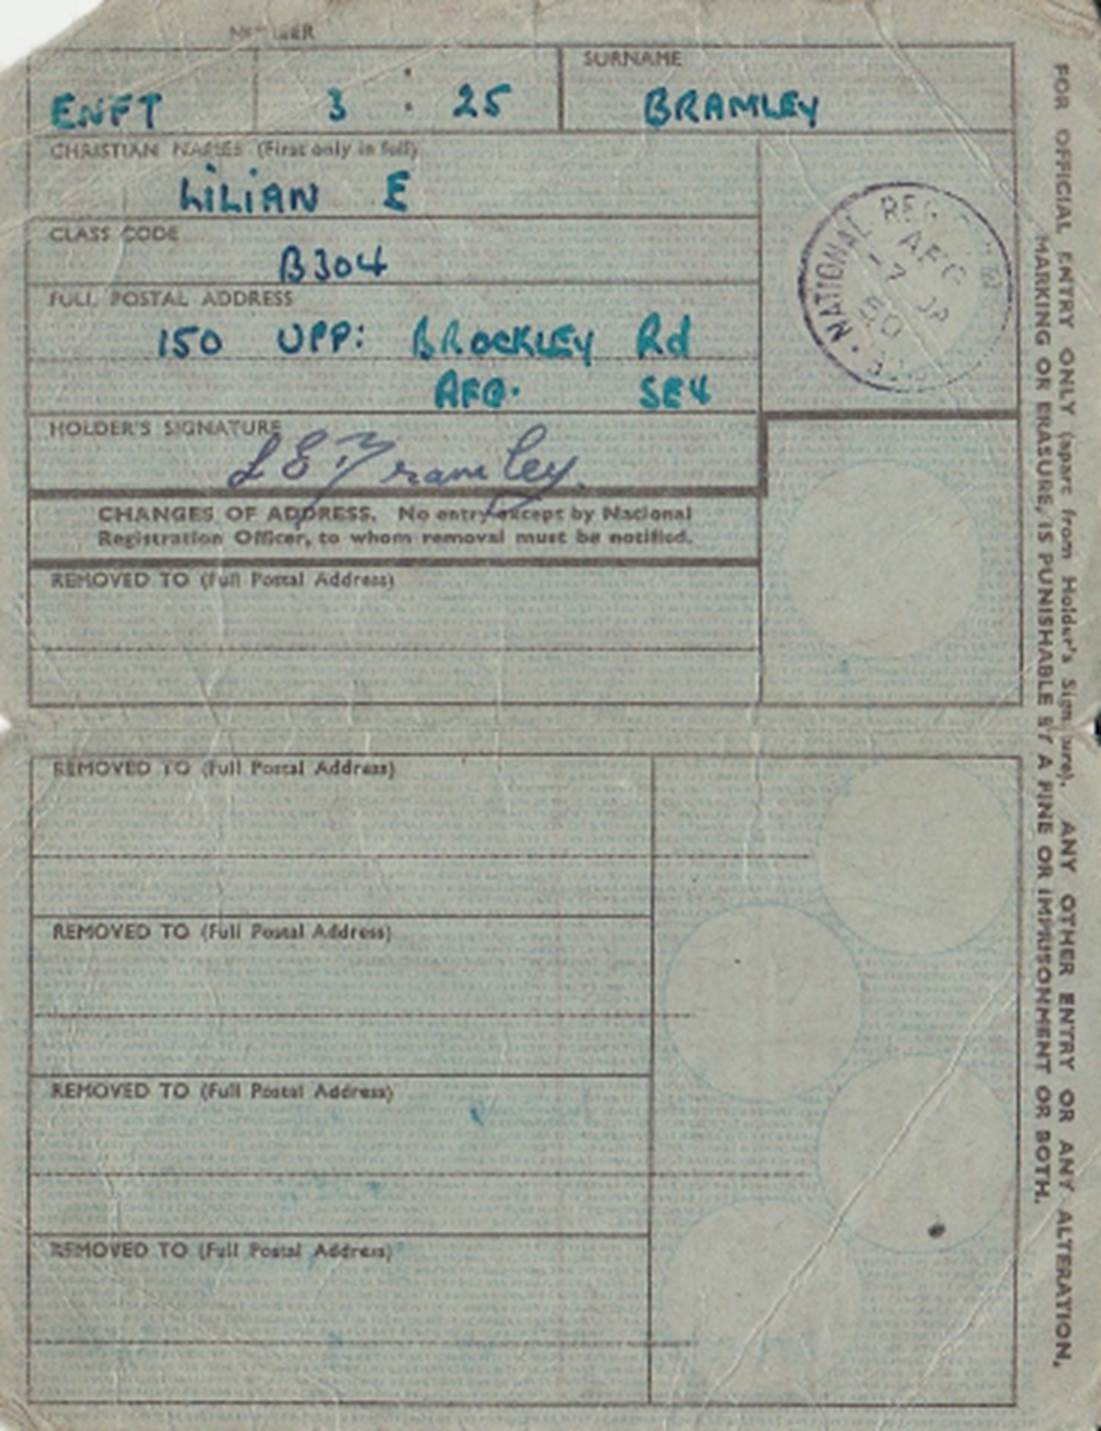 NUMBER SURNAME
ENFT 3 : 25 BRAMLEY
CHRISTIAN NAMES (First only in full)
LILIAN E
CLASS CODE
B304
FULL POSTAL ADDRESS
150 UPP: BROCKLEY Rd
AFG. SE4
HOLDER'S SIGNATURE
L E Bramley.
NATIONAL REG
AFG
-7 JA
50
CHANGES OF ADDRESS. No entry except by National
Registration Officer, to whom removal must be notified.
REMOVED TO (Full Postal Address)
REMOVED TO (Full Postal Address)
REMOVED TO (Full Postal Address)
REMOVED TO (Full Postal Address)
REMOVED TO (Full Postal Address)
FOR OFFICIAL ENTRY ONLY (apart from Holder's Signature). ANY OTHER ENTRY OR ANY ALTERATION,
MARKING OR ERASURE, IS PUNISHABLE BY A FINE OR IMPRISONMENT OR BOTH.